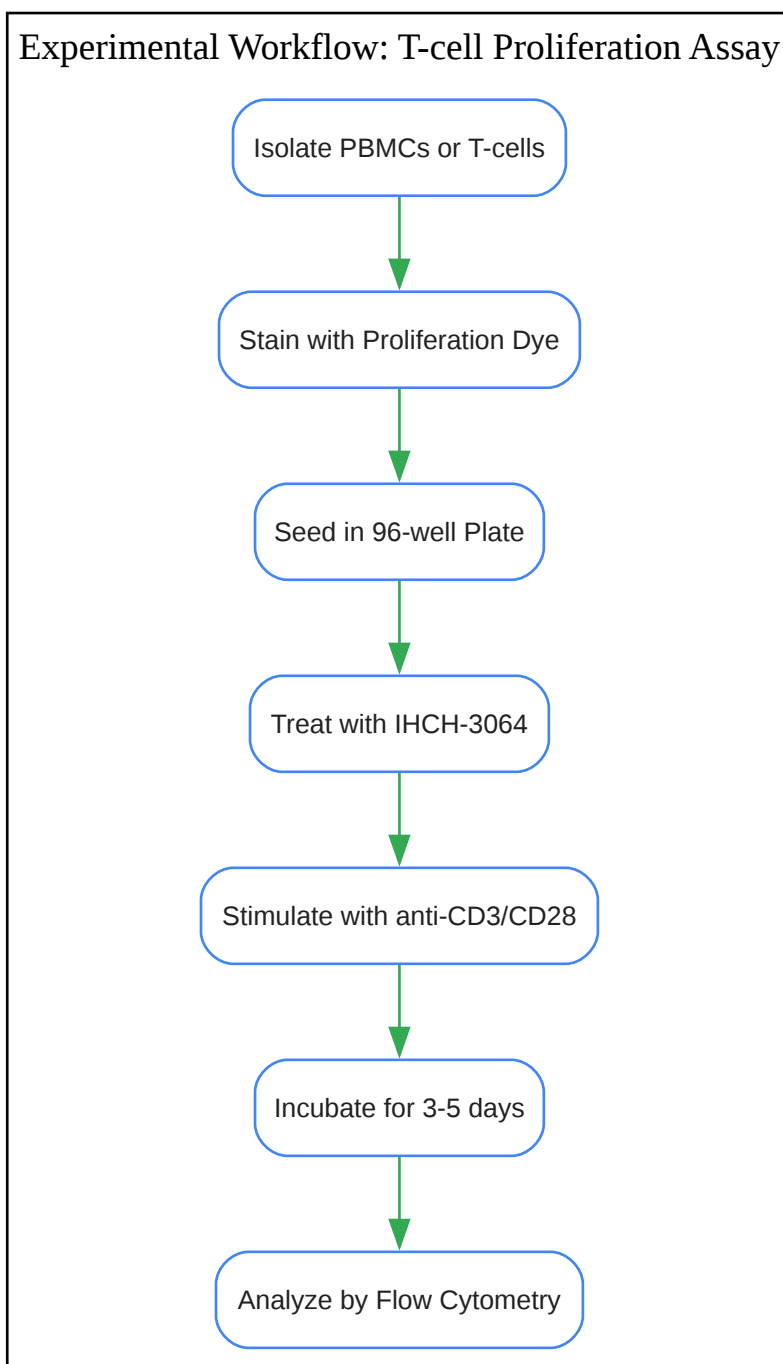 Experimental Workflow: T-cell Proliferation Assay
Isolate PBMCs or T-cells
Stain with Proliferation Dye
Seed in 96-well Plate
Treat with IHCH-3064
Stimulate with anti-CD3/CD28
Incubate for 3-5 days
Analyze by Flow Cytometry